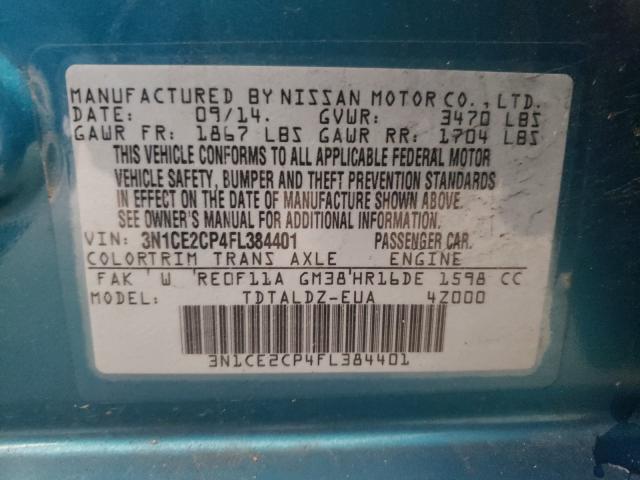 MANUFACTURED BY NISSAN MOTOR CO., LTD.
DATE: 09/14. GVWR: 3470 LBS
GAWR FR: 1867 LBS GAWR RR: 1704 LBS
THIS VEHICLE CONFORMS TO ALL APPLICABLE FEDERAL MOTOR
VEHICLE SAFETY, BUMPER AND THEFT PREVENTION STANDARDS
IN EFFECT ON THE DATE OF MANUFACTURE SHOWN ABOVE.
SEE OWNER'S MANUAL FOR ADDITIONAL INFORMATION.
VIN: 3N1CE2CP4FL384401 PASSENGER CAR.
COLORTRIM TRANS AXLE ENGINE
FAK ' W 'RE0F11A GM38'HR16DE 1598 CC
MODEL: TDTALDZ-EUA 4Z000
3N1CE2CP4FL384401